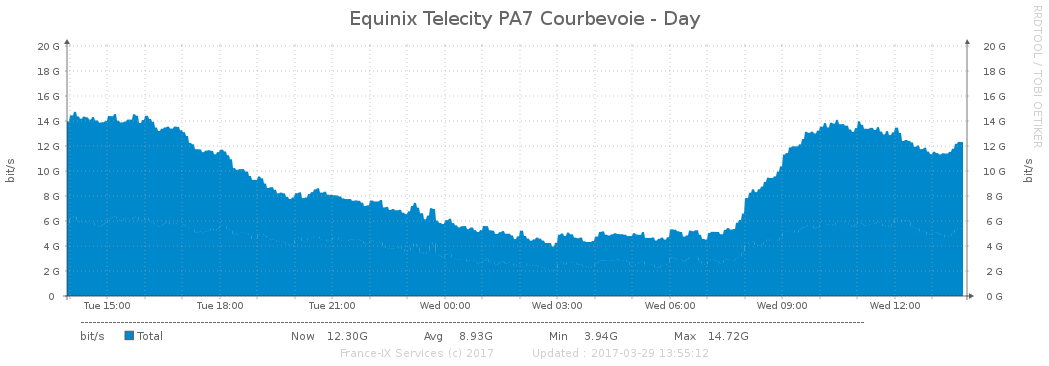 Equinix Telecity PA7 Courbevoie - Day
RRDTOOL / TOBI OETIKER
bit/s
20 G
18 G
16 G
14 G
12 G
10 G
8 G
6 G
4 G
2 G
0
20 G
18 G
16 G
14 G
12 G
10 G
8 G
6 G
4 G
2 G
0 G
bit/s
Tue 15:00 Tue 18:00 Tue 21:00 Wed 00:00 Wed 03:00 Wed 06:00 Wed 09:00 Wed 12:00
bit/s Total Now 12.30G Avg 8.93G Min 3.94G Max 14.72G
France-IX Services (c) 2017 Updated : 2017-03-29 13:55:12